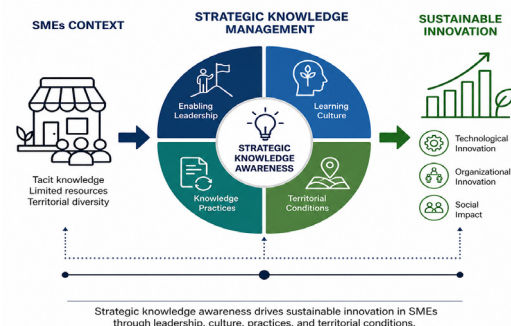 SMEs CONTEXT
STRATEGIC KNOWLEDGE
MANAGEMENT
SUSTAINABLE
INNOVATION
Enabling
Leadership
Learning
Culture
STRATEGIC
KNOWLEDGE
AWARENESS
Knowledge
Practices
Territorial
Conditions
Tacit knowledge
Limited resources
Territorial diversity
Technological
Innovation
Organizational
Innovation
Social
Impact
Strategic knowledge awareness drives sustainable innovation in SMEs
through leadership, culture, practices, and territorial conditions.